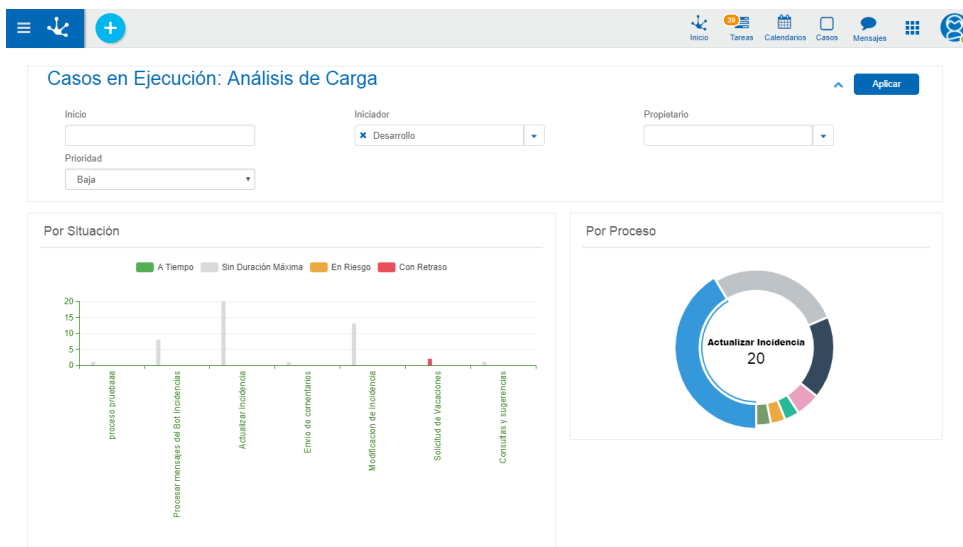 39
Inicio
Tareas
Calendarios
Casos
Mensajes
Casos en Ejecución: Análisis de Carga
Aplicar
Inicio
Iniciador
Propietario
✖ Desarrollo
Prioridad
Baja
Por Situación
A Tiempo
Sin Duración Máxima
En Riesgo
Con Retraso
20
15
10
5
0
proceso pruebaaa
Procesar mensajes del Bot Incidencias
Actualizar Incidencia
Envio de comentarios
Modificacion de Incidencia
Solicitud de Vacaciones
Consultas y sugerencias
Por Proceso
Actualizar Incidencia
20